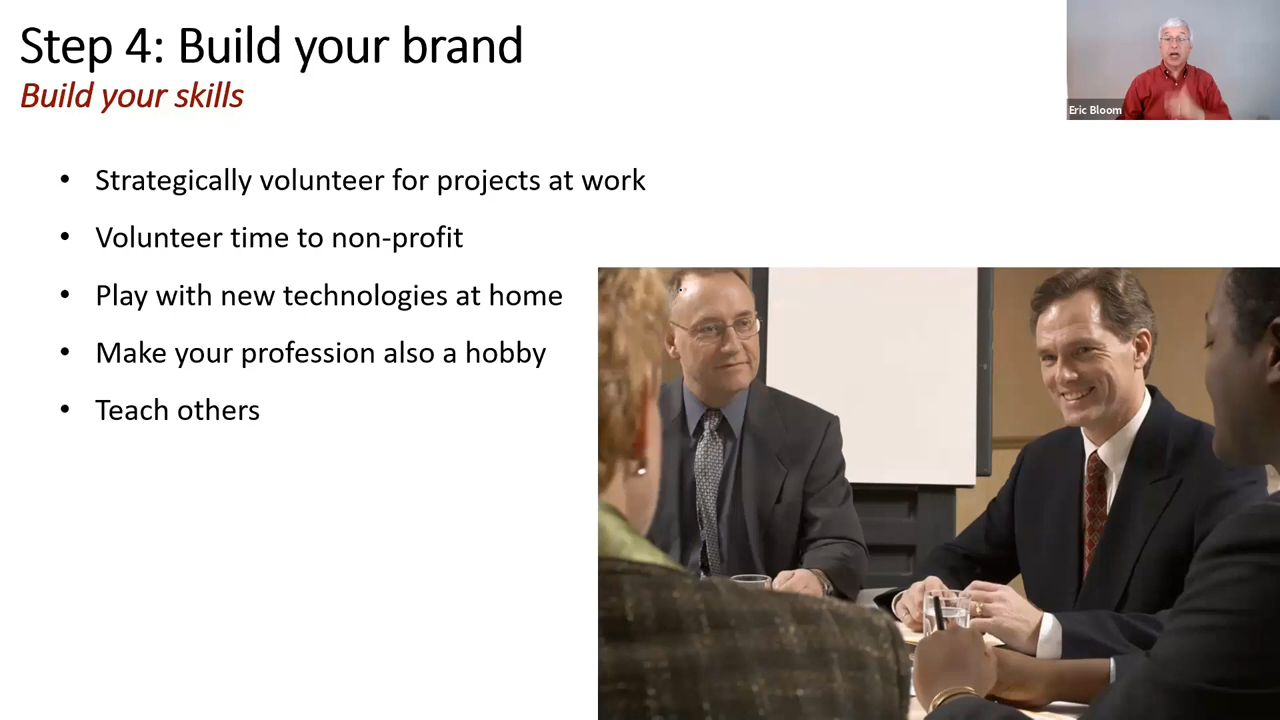 Step 4: Build your brand
Build your skills
Eric Bloom
• Strategically volunteer for projects at work
• Volunteer time to non-profit
• Play with new technologies at home
• Make your profession also a hobby
• Teach others